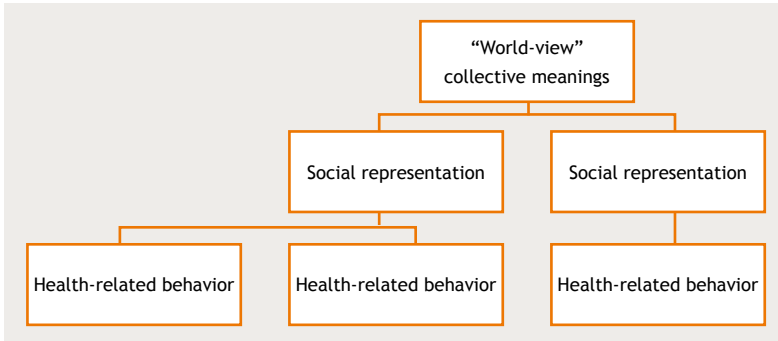 “World-view”
collective meanings
Social representation
Social representation
Health-related behavior
Health-related behavior
Health-related behavior